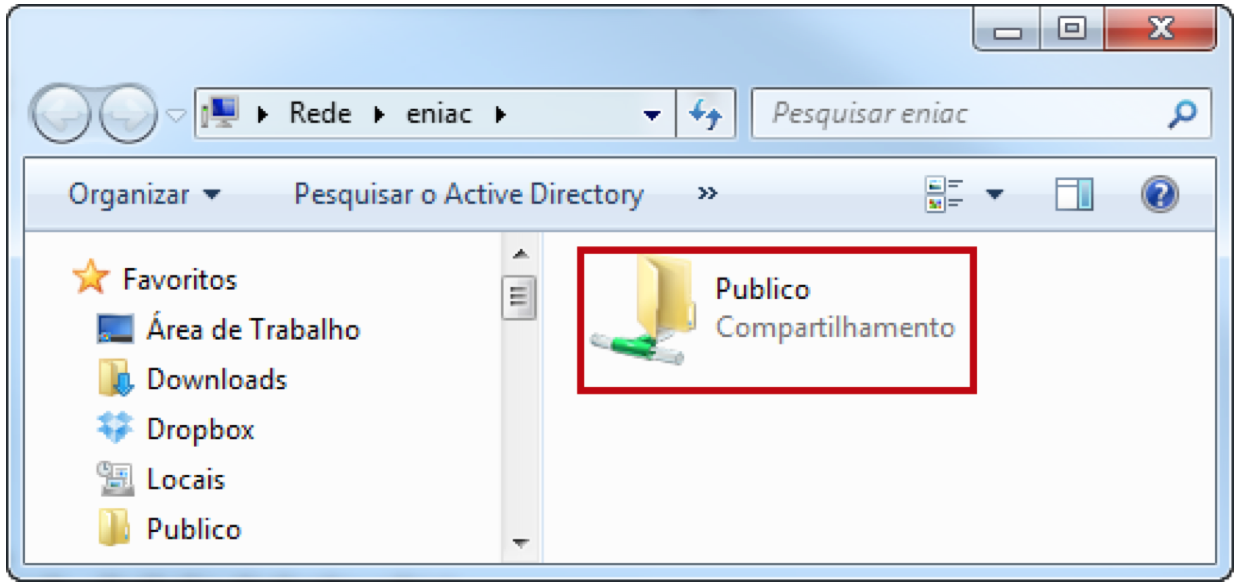 Rede eniac
Pesquisar eniac
Organizar
Pesquisar o Active Directory
»
Favoritos
Área de Trabalho
Downloads
Dropbox
Locais
Publico
Publico
Compartilhamento